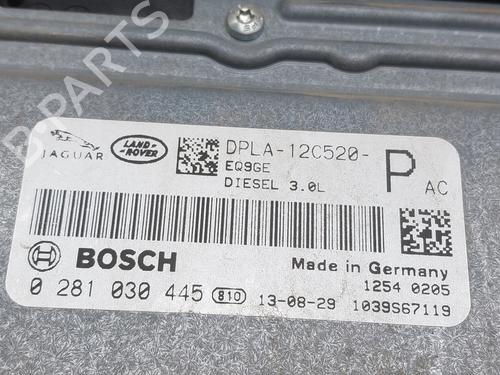 B-PARTS
JAGUAR
LAND-ROVER
DPLA-12C520-
P AC
EQ9GE
DIESEL 3.0L
BOSCH
Made in Germany
1254 0205
0 281 030 445 810 13-08-29 1039S67119